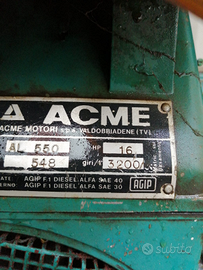 ACME
ACME MOTORI s.p.a. VALDOBBIADENE (TV)
AL 550 HP 16
548 giri/1' 3200
AGIP F.1 DIESEL ALFA SAE 40
AGIP F.1 DIESEL ALFA SAE 30
AGIP
subito